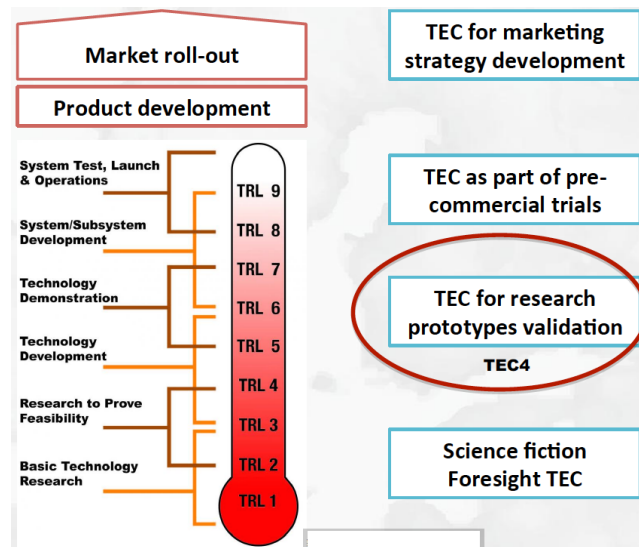 Market roll-out
Product development
System Test, Launch
& Operations
System/Subsystem
Development
Technology
Demonstration
Technology
Development
Research to Prove
Feasibility
Basic Technology
Research
TRL 9
TRL 8
TRL 7
TRL 6
TRL 5
TRL 4
TRL 3
TRL 2
TRL 1
TEC for marketing
strategy development
TEC as part of pre-
commercial trials
TEC for research
prototypes validation
TEC4
Science fiction
Foresight TEC